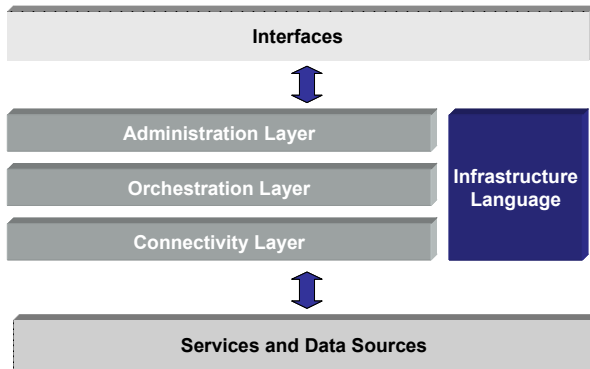 Interfaces
Administration Layer
Orchestration Layer
Connectivity Layer
Infrastructure
Language
Services and Data Sources